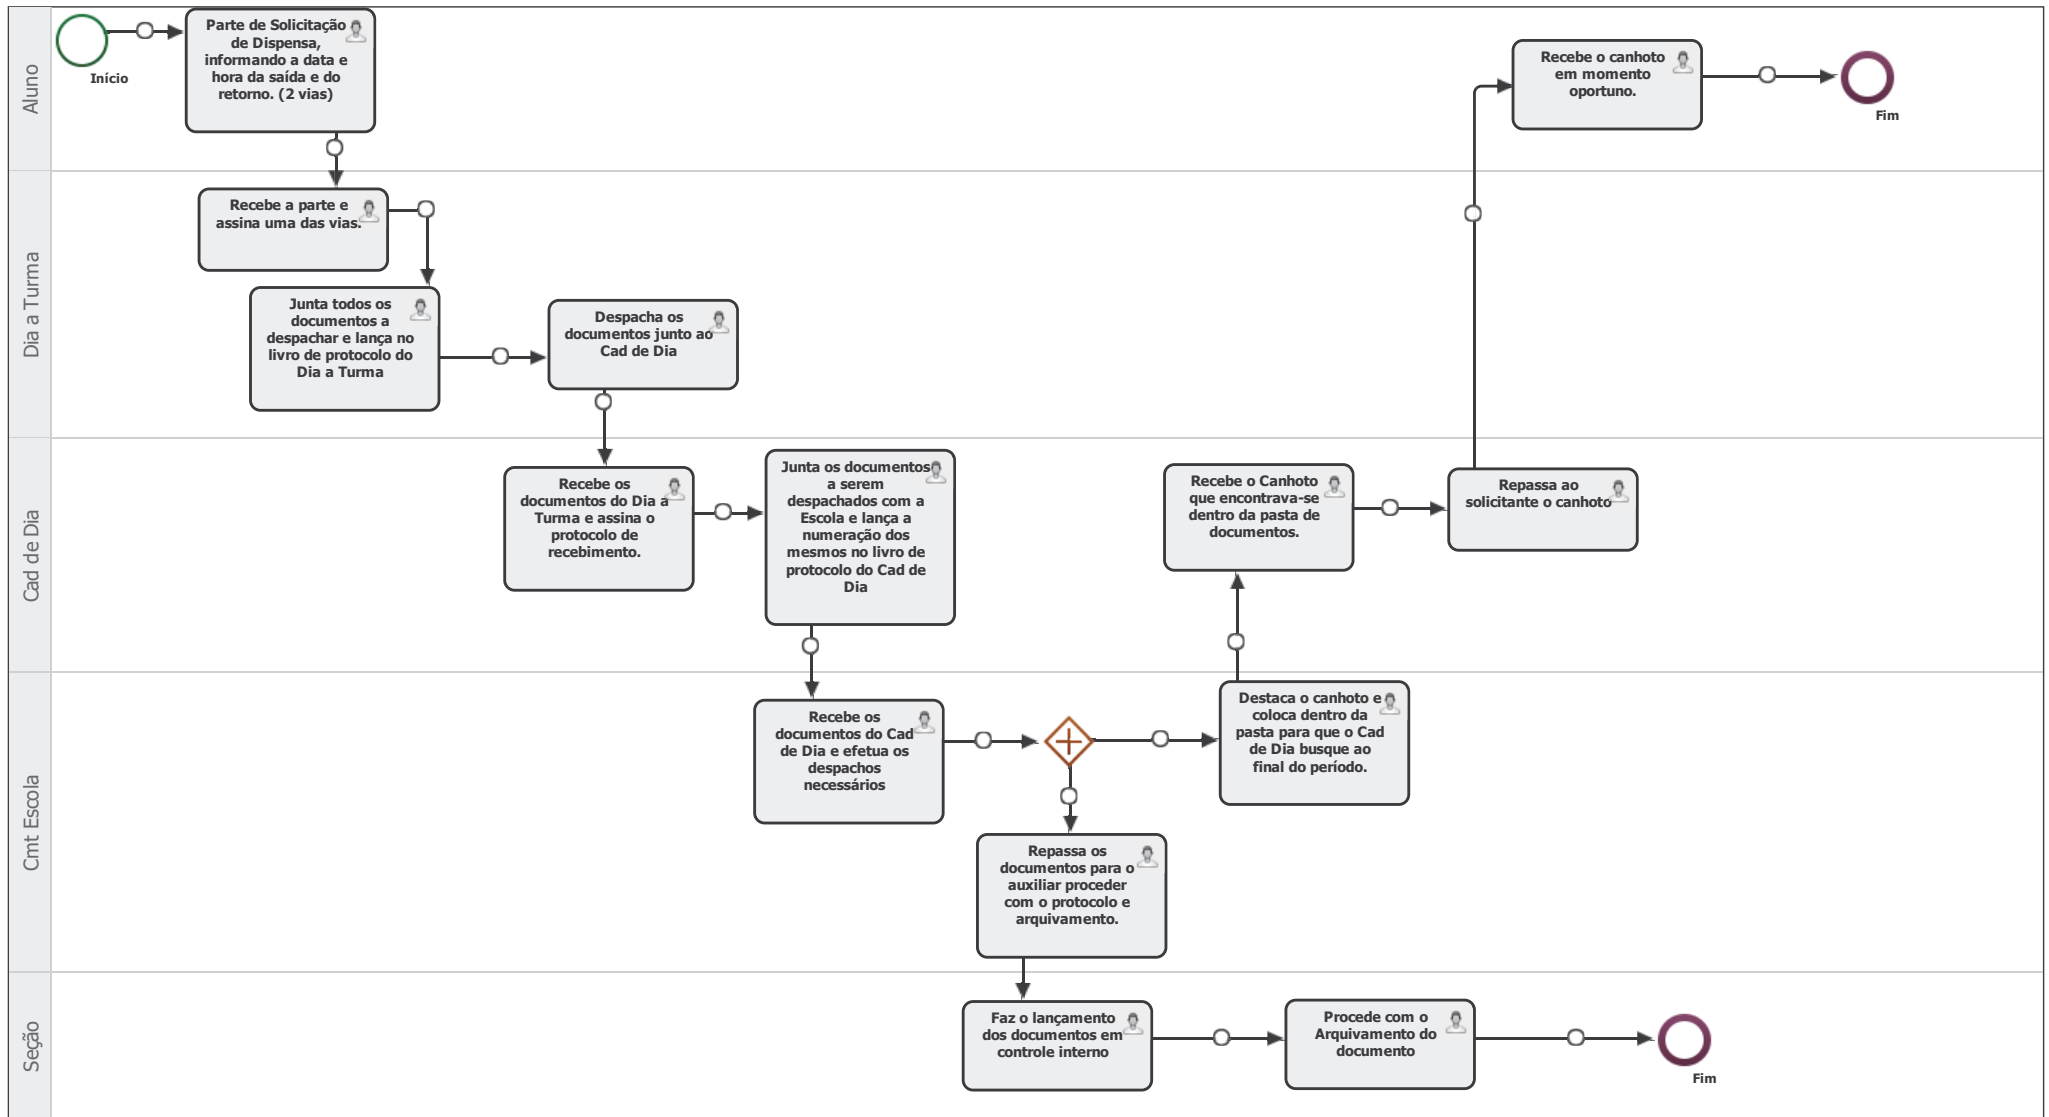 Aluno
Início
Parte de Solicitação
de Dispensa,
informando a data e
hora da saída e do
retorno. (2 vias)
Recebe o canhoto
em momento
oportuno.
Fim
Dia a Turma
Recebe a parte e
assina uma das vias.
Junta todos os
documentos a
despachar e lança no
livro de protocolo do
Dia a Turma
Despacha os
documentos junto ao
Cad de Dia
Cad de Dia
Recebe os
documentos do Dia a
Turma e assina o
protocolo de
recebimento.
Junta os documentos
a serem
despachados com a
Escola e lança a
numeração dos
mesmos no livro de
protocolo do Cad de
Dia
Recebe o Canhoto
que encontrava-se
dentro da pasta de
documentos.
Repassa ao
solicitante o canhoto
Cmt Escola
Recebe os
documentos do Cad
de Dia e efetua os
despachos
necessários
Destaca o canhoto e
coloca dentro da
pasta para que o Cad
de Dia busque ao
final do período.
Repassa os
documentos para o
auxiliar proceder
com o protocolo e
arquivamento.
Seção
Faz o lançamento
dos documentos em
controle interno
Procede com o
Arquivamento do
documento
Fim